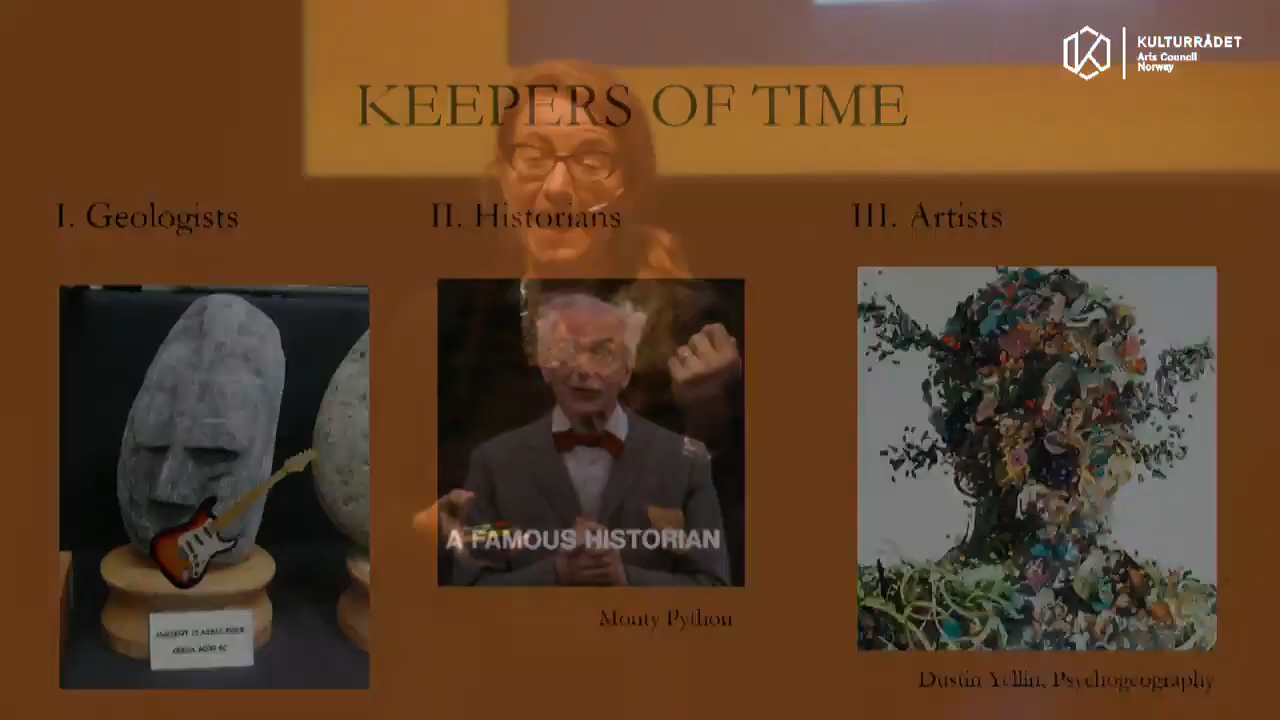 KULTURRÅDET
Arts Council
Norway
KEEPERS OF TIME
I. Geologists
II. Historians
III. Artists
A FAMOUS HISTORIAN
Monty Python
Dustin Yellin, Psychogeography